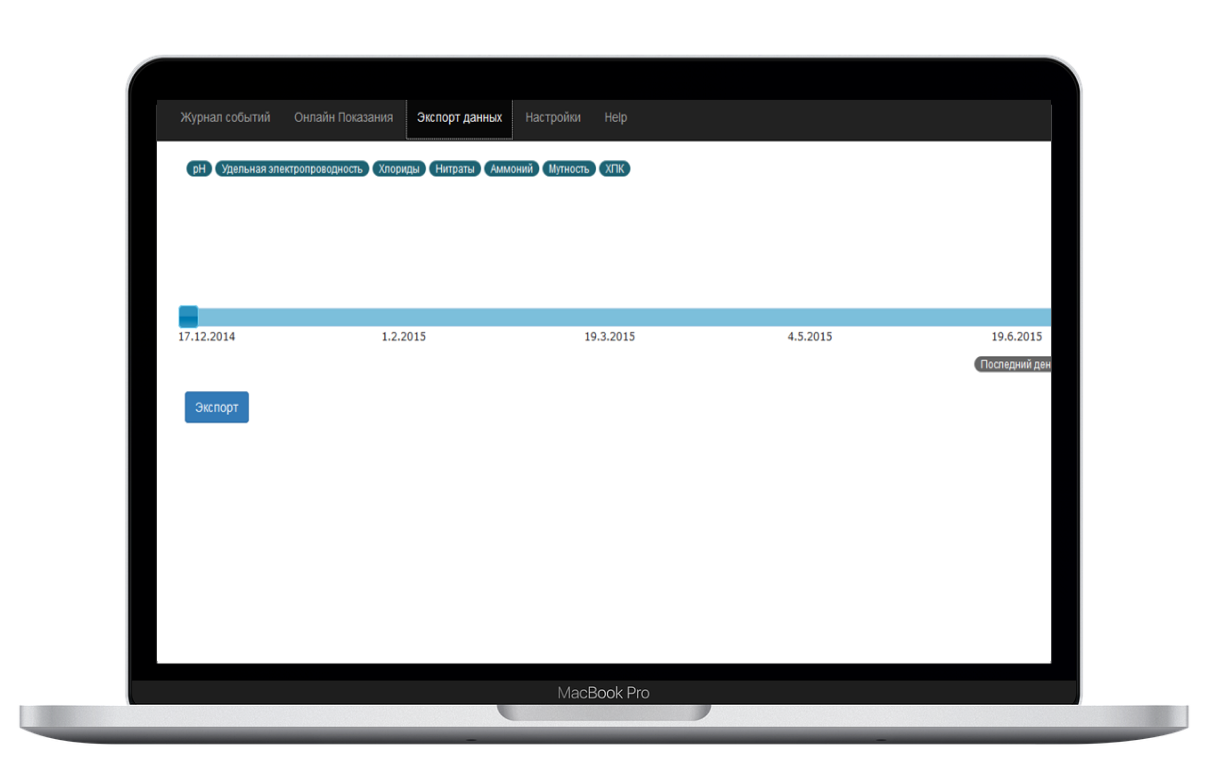 Журнал событий Онлайн Показания Экспорт данных Настройки Help
pH Удельная электропроводность Хлориды Нитраты Аммоний Мутность ХПК
17.12.2014 1.2.2015 19.3.2015 4.5.2015 19.6.2015
Последний ден
Экспорт
MacBook Pro